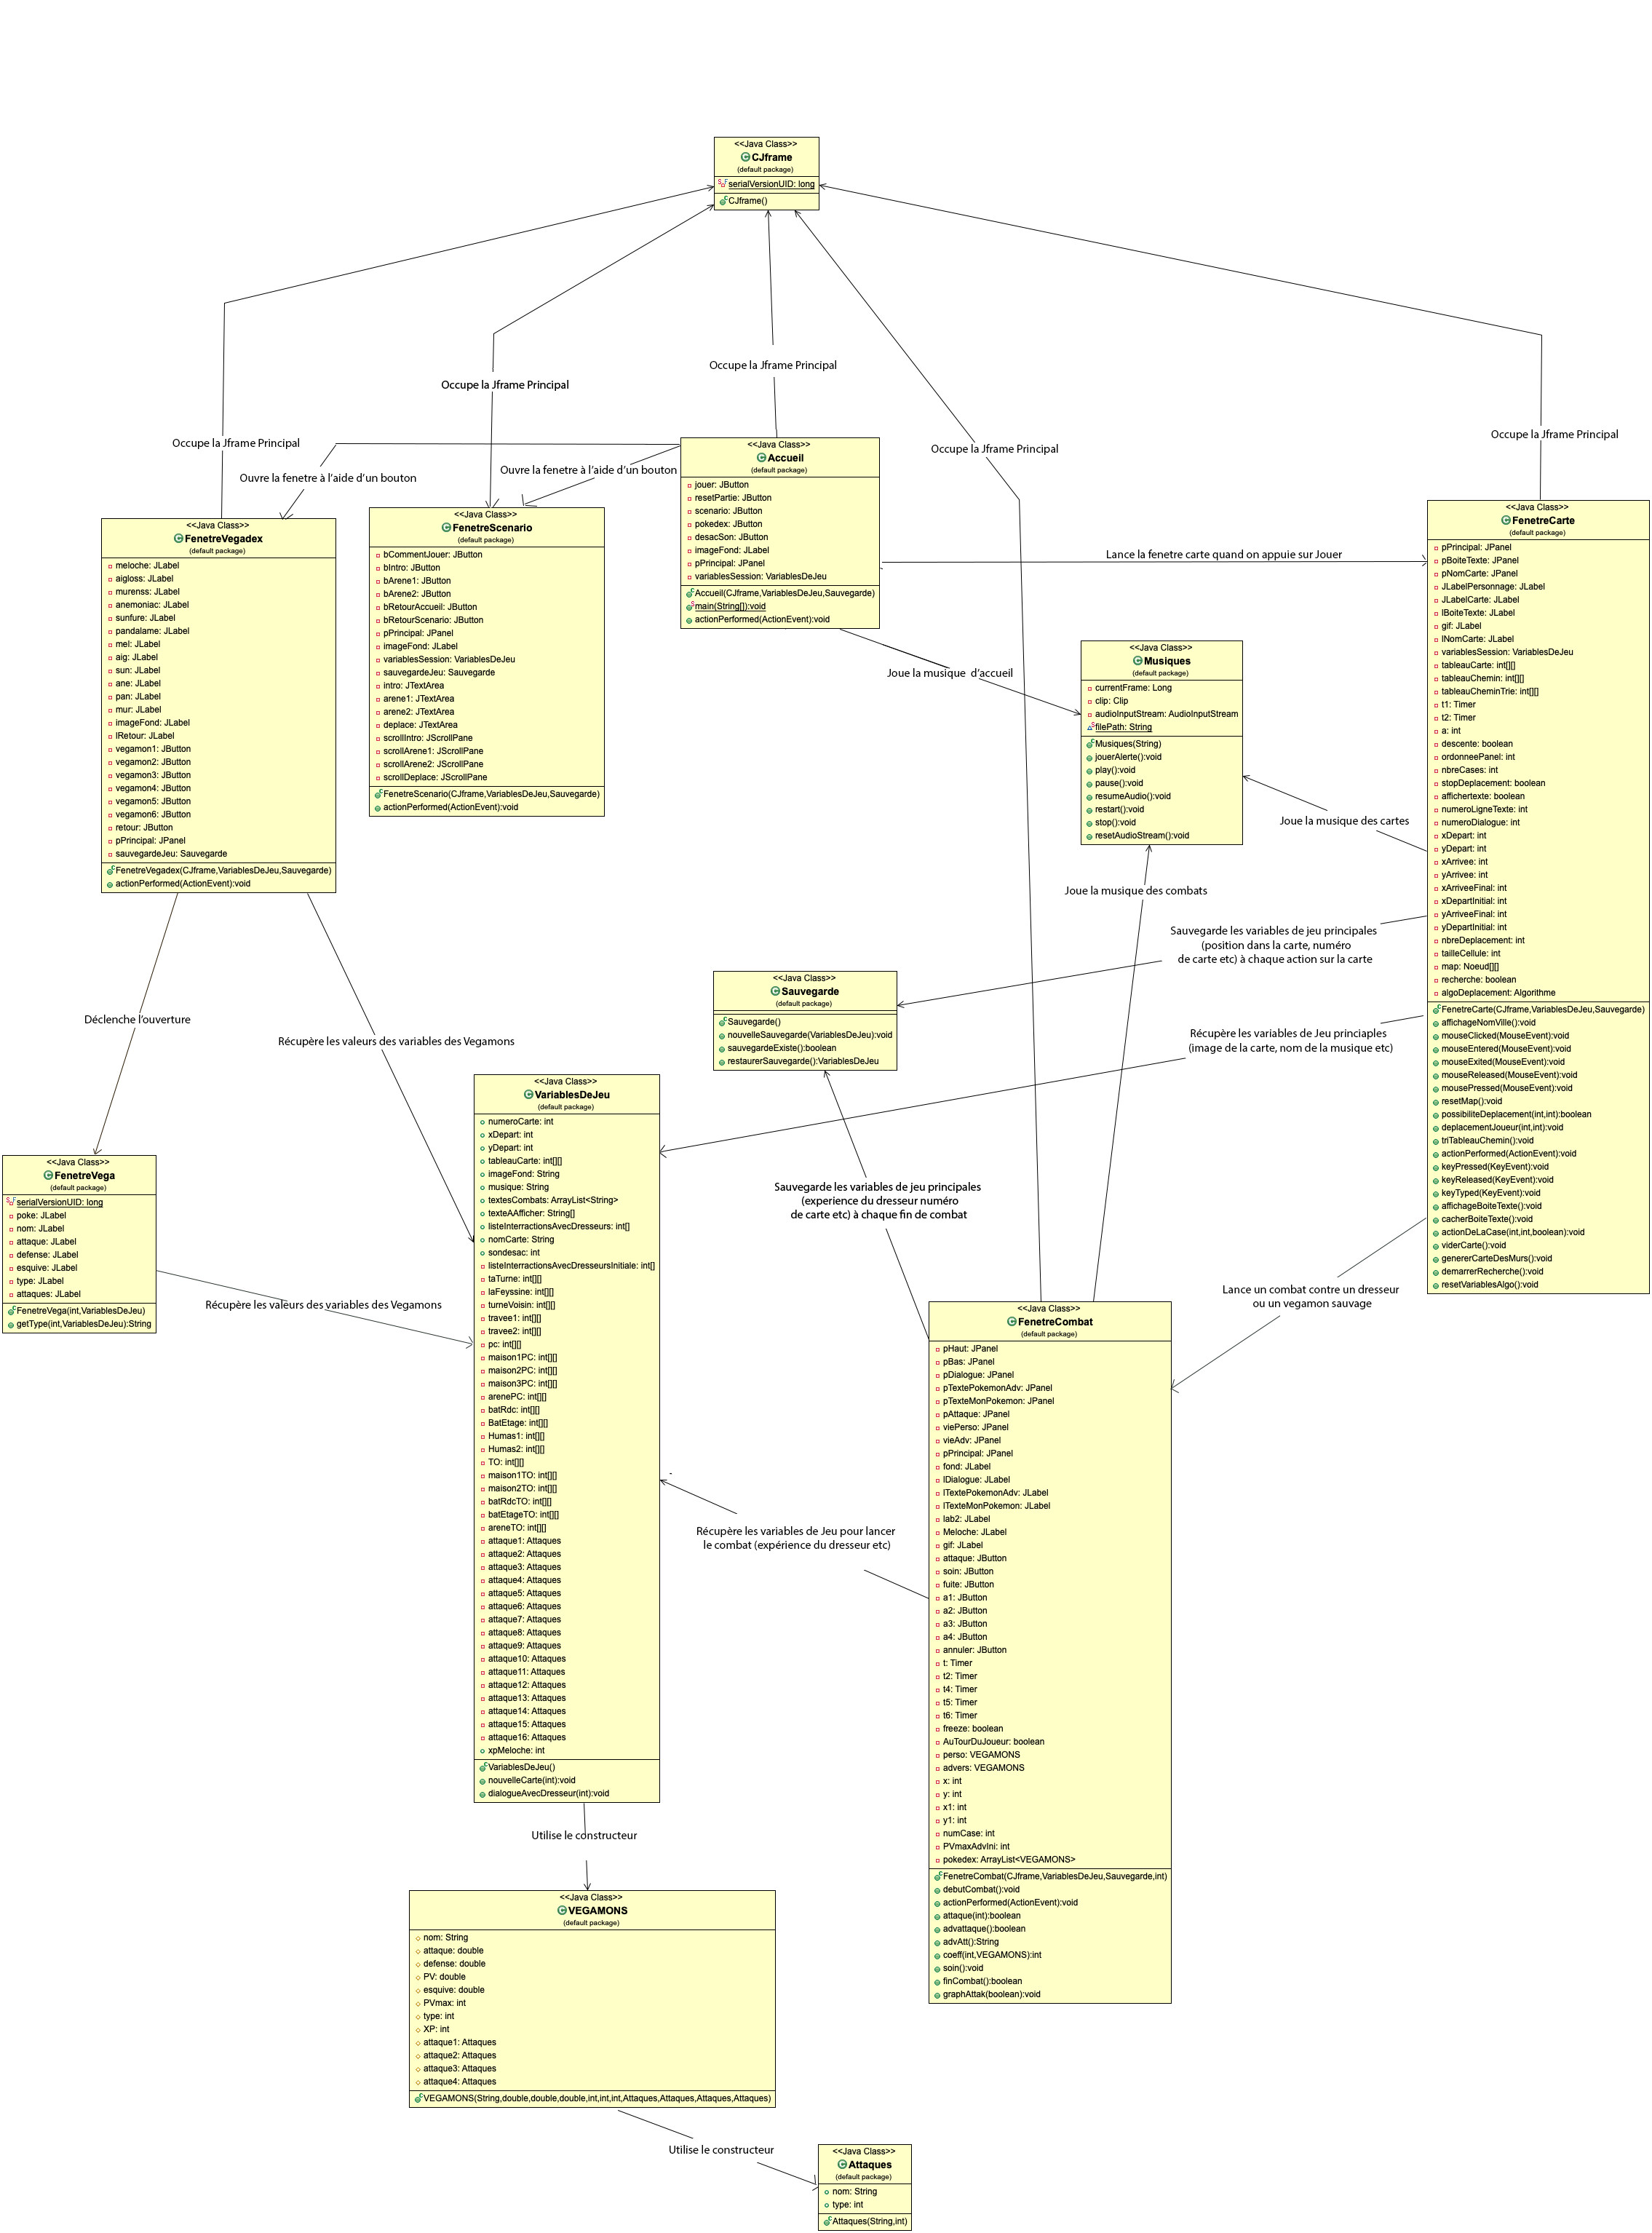 <<Java Class>>
CJframe
(default package)
serialVersionUID: long
CJframe()
Occupe la Jframe Principal
Occupe la Jframe Principal
Occupe la Jframe Principal
Occupe la Jframe Principal
Occupe la Jframe Principal
Ouvre la fenetre à l'aide d'un bouton
Ouvre la fenetre à l'aide d'un bouton
<<Java Class>>
Accueil
(default package)
jouer: JButton
resetPartie: JButton
scenario: JButton
pokedex: JButton
desacSon: JButton
imageFond: JLabel
pPrincipal: JPanel
variablesSession: VariablesDeJeu
Accueil(CJframe,VariablesDeJeu,Sauvegarde)
main(String[]):void
actionPerformed(ActionEvent):void
<<Java Class>>
FenetreVegadex
(default package)
meloche: JLabel
aigloss: JLabel
murenss: JLabel
anemoniac: JLabel
sunfure: JLabel
pandalame: JLabel
mel: JLabel
aig: JLabel
sun: JLabel
ane: JLabel
pan: JLabel
mur: JLabel
imageFond: JLabel
lRetour: JLabel
vegamon1: JButton
vegamon2: JButton
vegamon3: JButton
vegamon4: JButton
vegamon5: JButton
vegamon6: JButton
retour: JButton
pPrincipal: JPanel
sauvegardeJeu: Sauvegarde
FenetreVegadex(CJframe,VariablesDeJeu,Sauvegarde)
actionPerformed(ActionEvent):void
<<Java Class>>
FenetreScenario
(default package)
bCommentJouer: JButton
bIntro: JButton
bArene1: JButton
bArene2: JButton
bRetourAccueil: JButton
bRetourScenario: JButton
pPrincipal: JPanel
imageFond: JLabel
variablesSession: VariablesDeJeu
sauvegardeJeu: Sauvegarde
intro: JTextArea
arene1: JTextArea
arene2: JTextArea
deplace: JTextArea
scrollIntro: JScrollPane
scrollArene1: JScrollPane
scrollArene2: JScrollPane
scrollDeplace: JScrollPane
FenetreScenario(CJframe,VariablesDeJeu,Sauvegarde)
actionPerformed(ActionEvent):void
Lance la fenetre carte quand on appuie sur Jouer
Joue la musique d'accueil
<<Java Class>>
Musiques
(default package)
currentFrame: Long
clip: Clip
audioInputStream: AudioInputStream
filePath: String
Musiques(String)
jouerAlerte():void
play():void
pause():void
resumeAudio():void
restart():void
stop():void
resetAudioStream():void
Joue la musique des cartes
Joue la musique des combats
<<Java Class>>
FenetreCarte
(default package)
pPrincipal: JPanel
pBoiteTexte: JPanel
pNomCarte: JPanel
JLabelPersonnage: JLabel
JLabelCarte: JLabel
lBoiteTexte: JLabel
gif: JLabel
lNomCarte: JLabel
variablesSession: VariablesDeJeu
tableauCarte: int[][]
tableauChemin: int[][]
tableauCheminTrie: int[][]
t1: Timer
t2: Timer
a: int
descente: boolean
ordonneePanel: int
nbreCases: int
stopDeplacement: boolean
affichertexte: boolean
numeroLigneTexte: int
numeroDialogue: int
xDepart: int
yDepart: int
xArrivee: int
yArrivee: int
xArriveeFinal: int
xDepartInitial: int
yArriveeFinal: int
yDepartInitial: int
nbreDeplacement: int
tailleCellule: int
map: Noeud[][]
recherche: boolean
algoDeplacement: Algorithme
FenetreCarte(CJframe,VariablesDeJeu,Sauvegarde)
affichageNomVille():void
mouseClicked(MouseEvent):void
mouseEntered(MouseEvent):void
mouseExited(MouseEvent):void
mouseReleased(MouseEvent):void
mousePressed(MouseEvent):void
resetMap():void
possibiliteDeplacement(int,int):boolean
deplacementJoueur(int,int):void
triTableauChemin():void
actionPerformed(ActionEvent):void
keyPressed(KeyEvent):void
keyReleased(KeyEvent):void
keyTyped(KeyEvent):void
affichageBoiteTexte():void
cacherBoiteTexte():void
actionDeLaCase(int,int,boolean):void
viderCarte():void
genererCarteDesMurs():void
demarrerRecherche():void
resetVariablesAlgo():void
Sauvegarde les variables de jeu principales
(position dans la carte, numéro
de carte etc) à chaque action sur la carte
<<Java Class>>
Sauvegarde
(default package)
Sauvegarde()
nouvelleSauvegarde(VariablesDeJeu):void
sauvegardeExiste():boolean
restaurerSauvegarde():VariablesDeJeu
Déclenche l'ouverture
Récupère les valeurs des variables des Vegamons
Récupère les variables de Jeu princiaples
(image de la carte, nom de la musique etc)
<<Java Class>>
FenetreVega
(default package)
serialVersionUID: long
poke: JLabel
nom: JLabel
attaque: JLabel
defense: JLabel
esquive: JLabel
type: JLabel
attaques: JLabel
FenetreVega(int,VariablesDeJeu)
getType(int,VariablesDeJeu):String
Récupère les valeurs des variables des Vegamons
<<Java Class>>
VariablesDeJeu
(default package)
numeroCarte: int
xDepart: int
yDepart: int
tableauCarte: int[][]
imageFond: String
musique: String
textesCombats: ArrayList<String>
texteAAfficher: String[]
listeInterractionsAvecDresseurs: int[]
nomCarte: String
sondesac: int
listeInterractionsAvecDresseursInitiale: int[]
taTurne: int[][]
laFeyssine: int[][]
turneVoisin: int[][]
travee1: int[][]
travee2: int[][]
pc: int[][]
maison1PC: int[][]
maison2PC: int[][]
maison3PC: int[][]
arenePC: int[][]
batRdc: int[][]
BatEtage: int[][]
Humas1: int[][]
Humas2: int[][]
TO: int[][]
maison1TO: int[][]
maison2TO: int[][]
batRdcTO: int[][]
batEtageTO: int[][]
areneTO: int[][]
attaque1: Attaques
attaque2: Attaques
attaque3: Attaques
attaque4: Attaques
attaque5: Attaques
attaque6: Attaques
attaque7: Attaques
attaque8: Attaques
attaque9: Attaques
attaque10: Attaques
attaque11: Attaques
attaque12: Attaques
attaque13: Attaques
attaque14: Attaques
attaque15: Attaques
attaque16: Attaques
xpMeloche: int
VariablesDeJeu()
nouvelleCarte(int):void
dialogueAvecDresseur(int):void
Sauvegarde les variables de jeu principales
(experience du dresseur numéro
de carte etc) à chaque fin de combat
Lance un combat contre un dresseur
ou un vegamon sauvage
Récupère les variables de Jeu pour lancer
le combat (expérience du dresseur etc)
<<Java Class>>
FenetreCombat
(default package)
pHaut: JPanel
pBas: JPanel
pDialogue: JPanel
pTextePokemonAdv: JPanel
pTexteMonPokemon: JPanel
pAttaque: JPanel
viePerso: JPanel
vieAdv: JPanel
pPrincipal: JPanel
fond: JLabel
lDialogue: JLabel
lTextePokemonAdv: JLabel
lTexteMonPokemon: JLabel
lab2: JLabel
Meloche: JLabel
gif: JLabel
attaque: JButton
soin: JButton
fuite: JButton
a1: JButton
a2: JButton
a3: JButton
a4: JButton
annuler: JButton
t: Timer
t2: Timer
t4: Timer
t5: Timer
t6: Timer
freeze: boolean
AuTourDuJoueur: boolean
perso: VEGAMONS
advers: VEGAMONS
x: int
y: int
x1: int
y1: int
numCase: int
PVmaxAdvIni: int
pokedex: ArrayList<VEGAMONS>
FenetreCombat(CJframe,VariablesDeJeu,Sauvegarde,int)
debutCombat():void
actionPerformed(ActionEvent):void
attaque(int):boolean
advattaque():boolean
advAtt():String
coeff(int,VEGAMONS):int
soin():void
finCombat():boolean
graphAttak(boolean):void
Utilise le constructeur
<<Java Class>>
VEGAMONS
(default package)
nom: String
attaque: double
defense: double
PV: double
esquive: double
PVmax: int
type: int
XP: int
attaque1: Attaques
attaque2: Attaques
attaque3: Attaques
attaque4: Attaques
VEGAMONS(String,double,double,double,int,int,int,Attaques,Attaques,Attaques,Attaques)
Utilise le constructeur
<<Java Class>>
Attaques
(default package)
nom: String
type: int
Attaques(String,int)